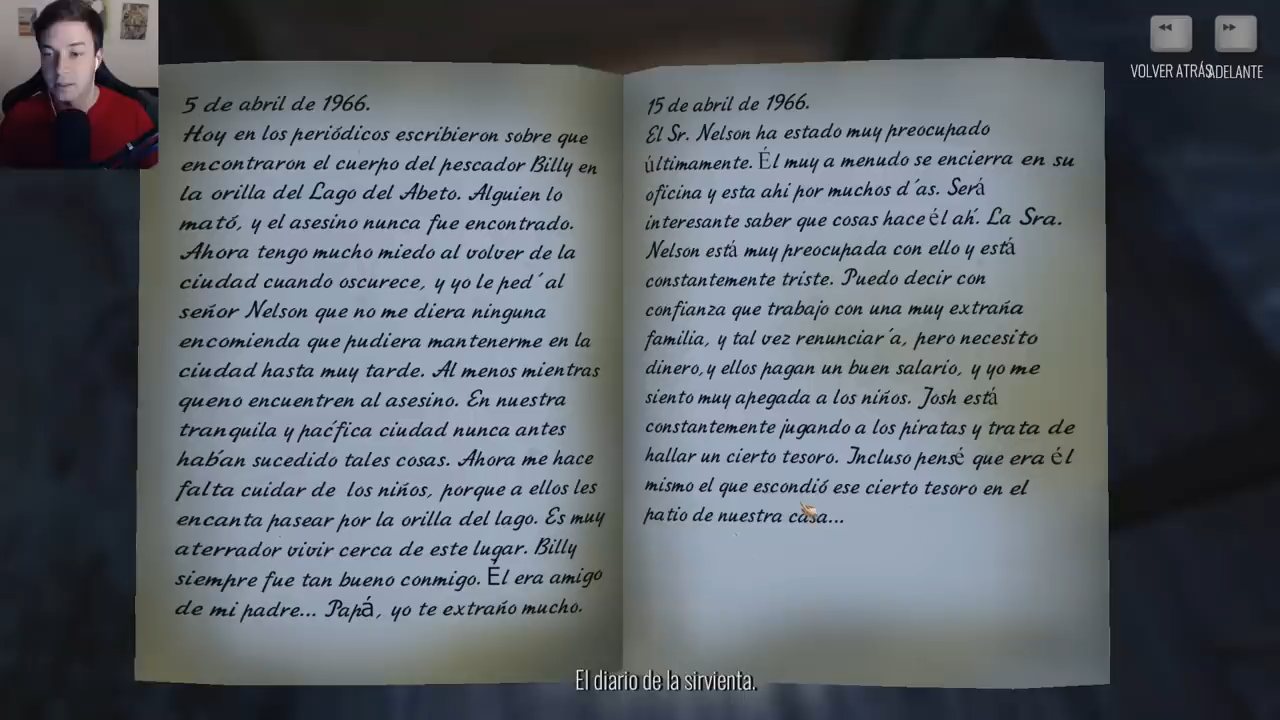 VOLVER ATRÁS
ADELANTE
5 de abril de 1966.
Hoy en los periódicos escribieron sobre que
encontraron el cuerpo del pescador Billy en
la orilla del Lago del Abeto. Alguien lo
mató, y el asesino nunca fue encontrado.
Ahora tengo mucho miedo al volver de la
ciudad cuando oscurece, y yo le ped´ al
señor Nelson que no me diera ninguna
encomienda que pudiera mantenerme en la
ciudad hasta muy tarde. Al menos mientras
queno encuentren al asesino. En nuestra
tranquila y pac´fica ciudad nunca antes
hab´an sucedido tales cosas. Ahora me hace
falta cuidar de los niños, porque a ellos les
encanta pasear por la orilla del lago. Es muy
aterrador vivir cerca de este lugar. Billy
siempre fue tan bueno conmigo. Él era amigo
de mi padre... Papá, yo te extraño mucho.
15 de abril de 1966.
El Sr. Nelson ha estado muy preocupado
últimamente. Él muy a menudo se encierra en su
oficina y esta ahi por muchos d´as. Será
interesante saber que cosas hace él ah´. La Sra.
Nelson está muy preocupada con ello y está
constantemente triste. Puedo decir con
confianza que trabajo con una muy extraña
familia, y tal vez renunciar´a, pero necesito
dinero,y ellos pagan un buen salario, y yo me
siento muy apegada a los niños. Josh está
constantemente jugando a los piratas y trata de
hallar un cierto tesoro. Incluso pensé que era él
mismo el que escondió ese cierto tesoro en el
patio de nuestra casa...
El diario de la sirvienta.